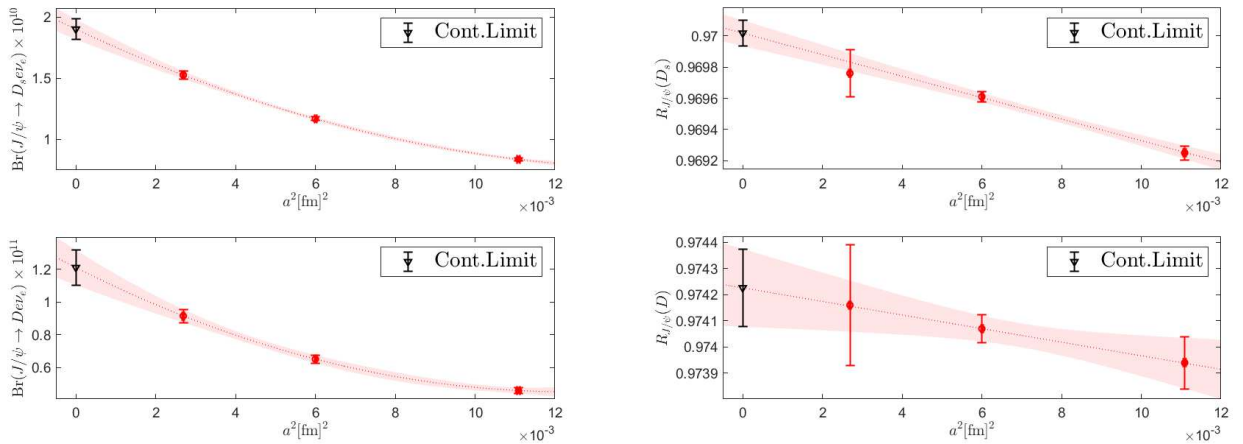 Br(J/ψ → D_s eν_e) × 10^10
2
1.5
1
Cont.Limit
0 2 4 6 8 10 12
a^2[fm]^2
×10^-3
R_{J/ψ}(D_s)
0.97
0.9698
0.9696
0.9694
0.9692
Cont.Limit
0 2 4 6 8 10 12
a^2[fm]^2
×10^-3
Br(J/ψ → Deν_e) × 10^11
1.2
1
0.8
0.6
Cont.Limit
0 2 4 6 8 10 12
a^2[fm]^2
×10^-3
R_{J/ψ}(D)
0.9744
0.9743
0.9742
0.9741
0.974
0.9739
Cont.Limit
0 2 4 6 8 10 12
a^2[fm]^2
×10^-3